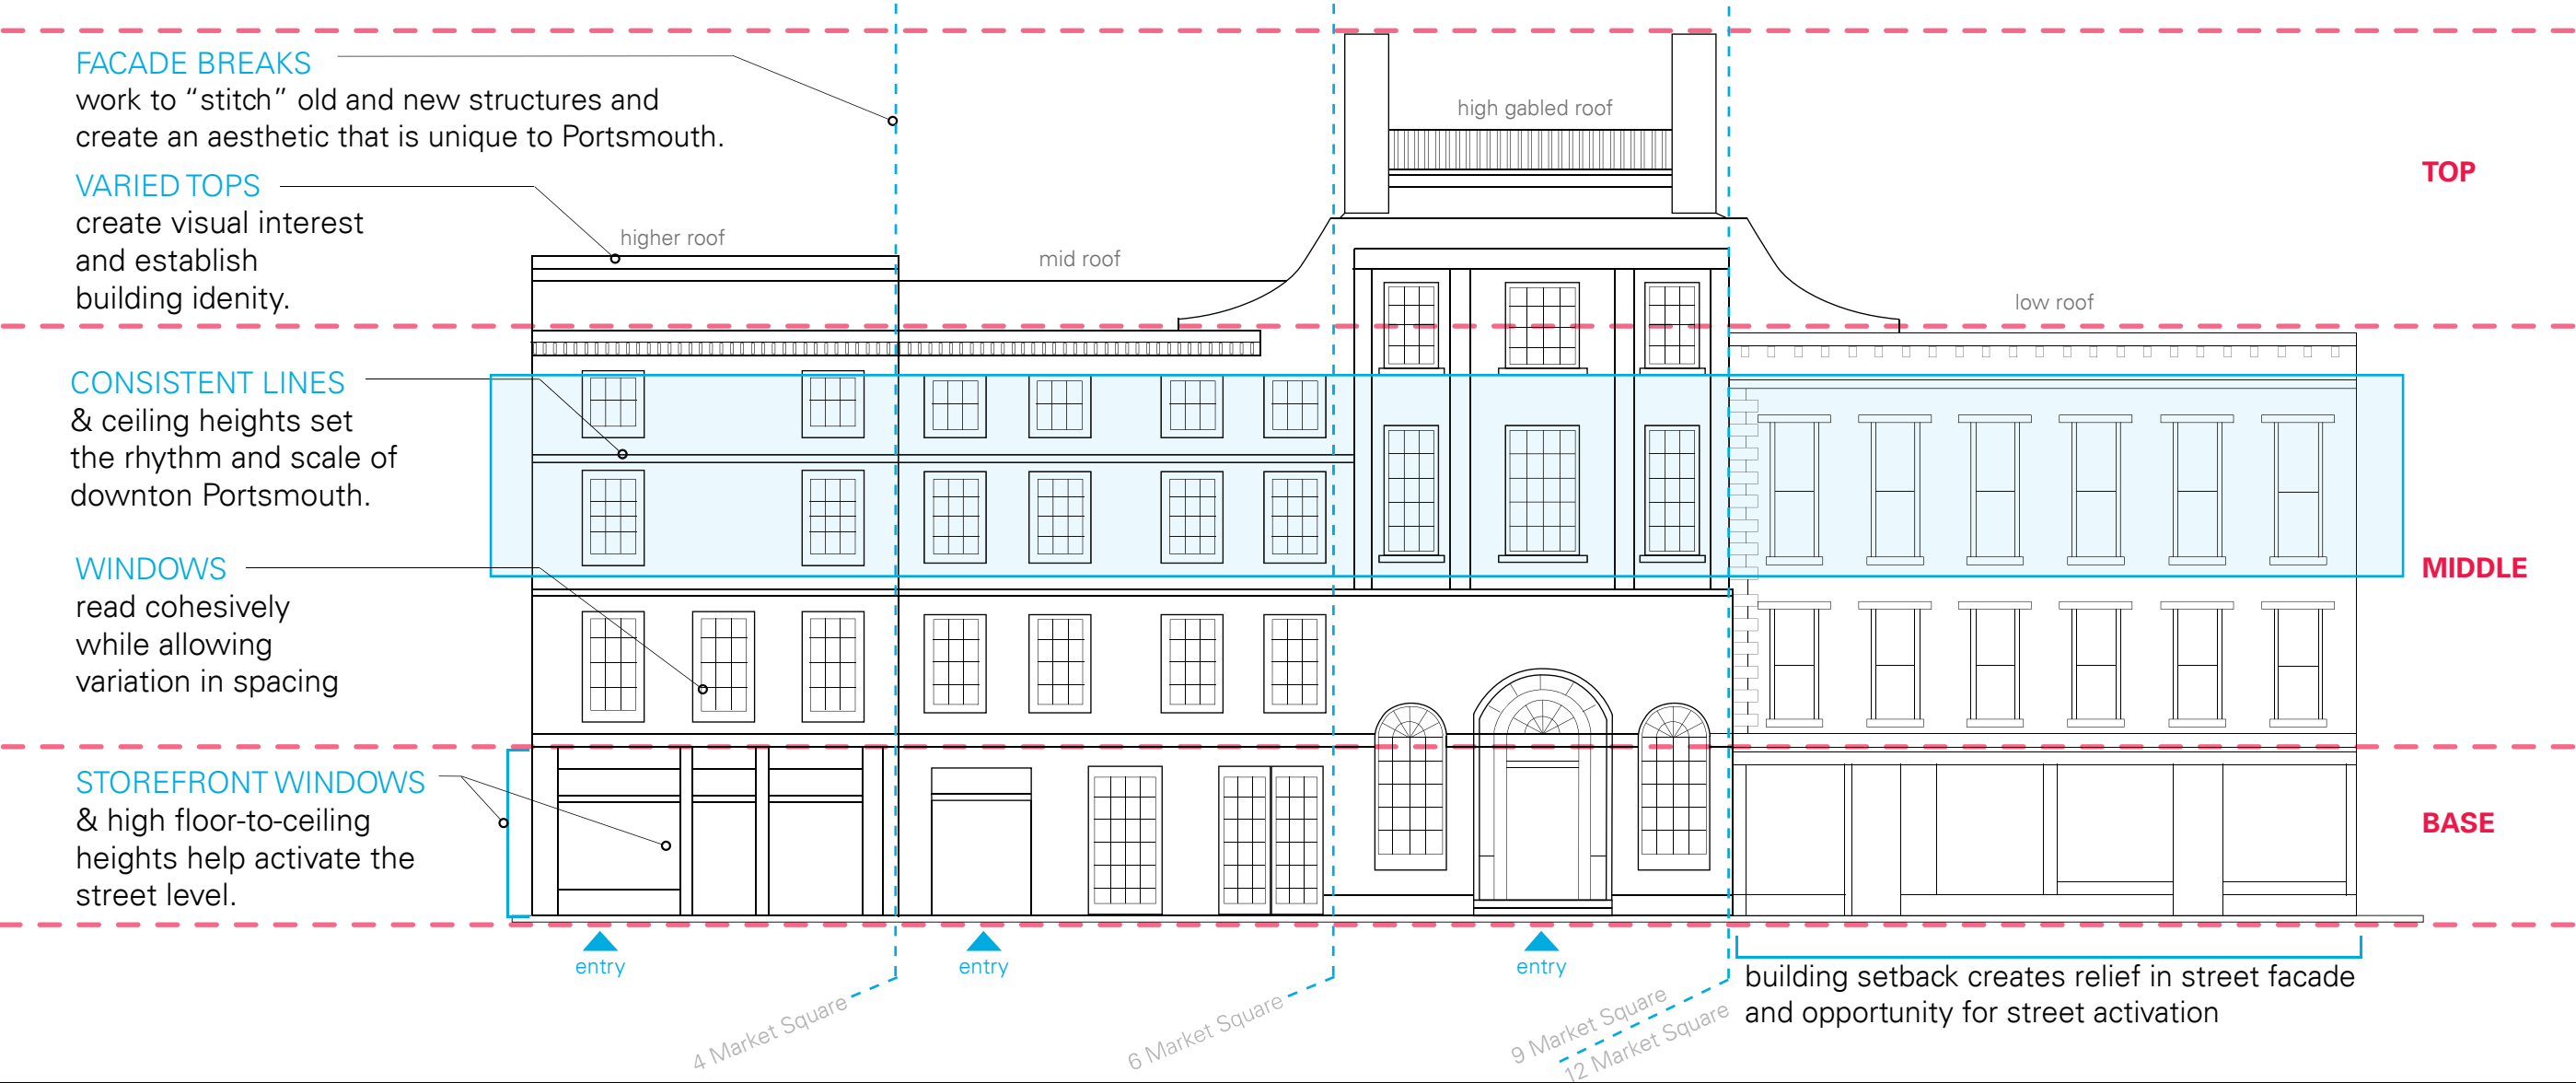 FACADE BREAKS
work to “stitch” old and new structures and
create an aesthetic that is unique to Portsmouth.
VARIED TOPS
create visual interest
and establish
building idenity.
CONSISTENT LINES
& ceiling heights set
the rhythm and scale of
downton Portsmouth.
WINDOWS
read cohesively
while allowing
variation in spacing
STOREFRONT WINDOWS
& high floor-to-ceiling
heights help activate the
street level.
higher roof
mid roof
high gabled roof
low roof
TOP
MIDDLE
BASE
entry
entry
entry
4 Market Square
6 Market Square
9 Market Square
12 Market Square
building setback creates relief in street facade
and opportunity for street activation